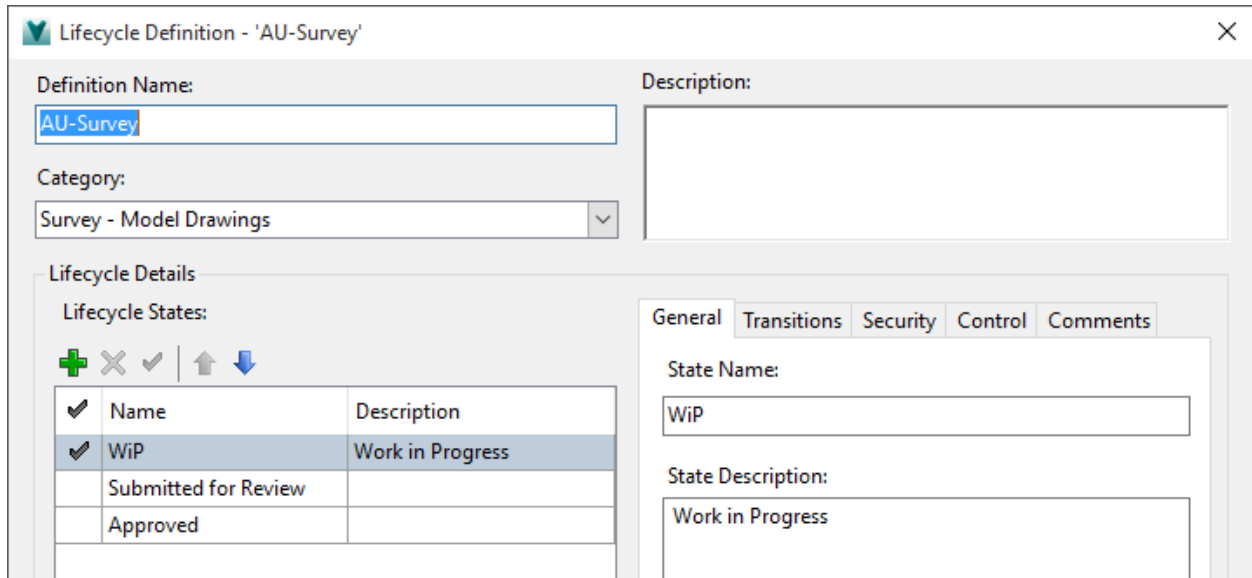 Lifecycle Definition - 'AU-Survey'
Definition Name:
AU-Survey
Description:
Category:
Survey - Model Drawings
Lifecycle Details
Lifecycle States:
Name Description
WiP Work in Progress
Submitted for Review
Approved
General Transitions Security Control Comments
State Name:
WiP
State Description:
Work in Progress